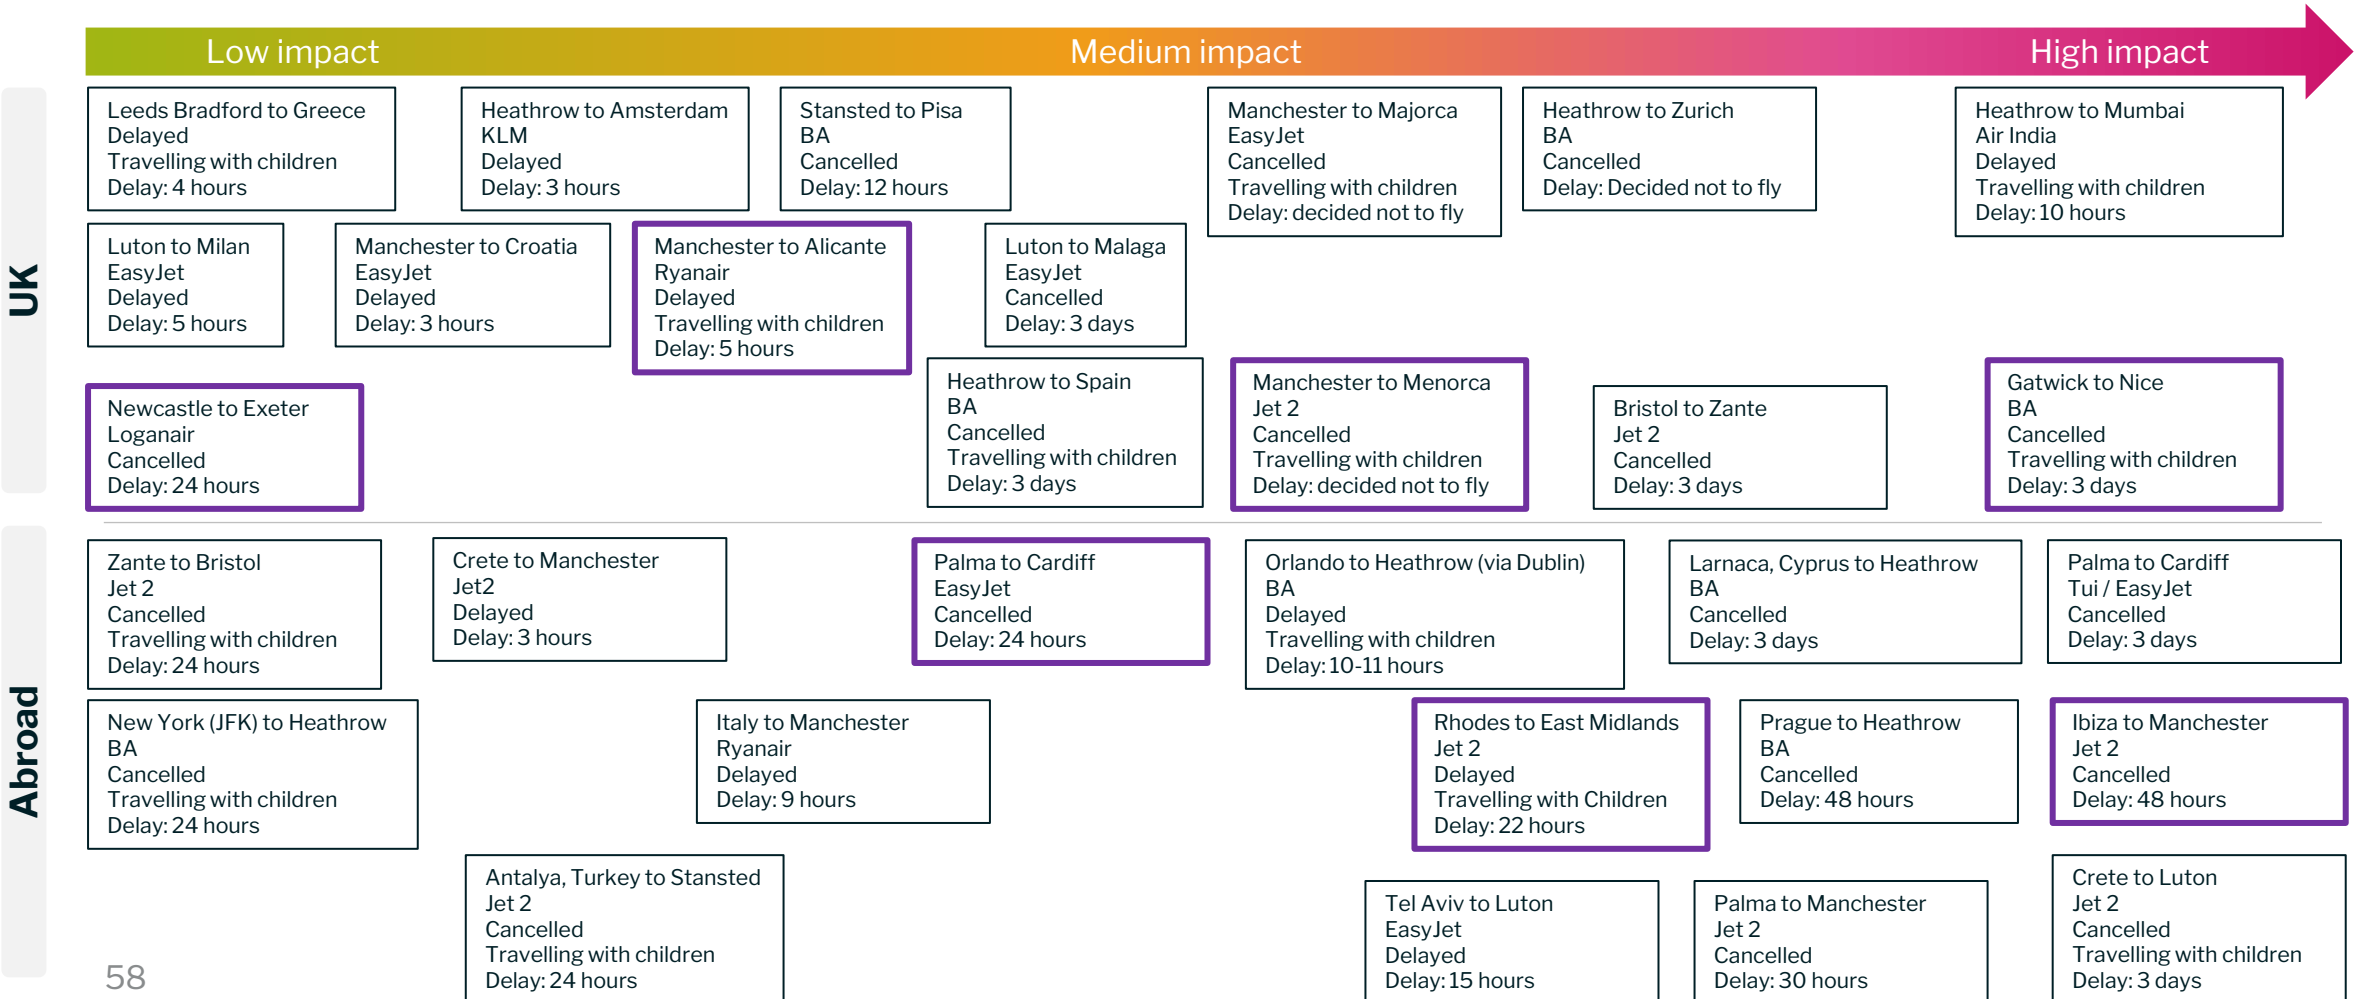 Low impact
Medium impact
High impact
UK
Leeds Bradford to Greece
Delayed
Travelling with children
Delay: 4 hours
Heathrow to Amsterdam
KLM
Delayed
Delay: 3 hours
Stansted to Pisa
BA
Cancelled
Delay: 12 hours
Manchester to Majorca
EasyJet
Cancelled
Travelling with children
Delay: decided not to fly
Heathrow to Zurich
BA
Cancelled
Delay: Decided not to fly
Heathrow to Mumbai
Air India
Delayed
Travelling with children
Delay: 10 hours
Luton to Milan
EasyJet
Delayed
Delay: 5 hours
Manchester to Croatia
EasyJet
Delayed
Delay: 3 hours
Manchester to Alicante
Ryanair
Delayed
Travelling with children
Delay: 5 hours
Luton to Malaga
EasyJet
Cancelled
Delay: 3 days
Newcastle to Exeter
Loganair
Cancelled
Delay: 24 hours
Heathrow to Spain
BA
Cancelled
Travelling with children
Delay: 3 days
Manchester to Menorca
Jet 2
Cancelled
Travelling with children
Delay: decided not to fly
Bristol to Zante
Jet 2
Cancelled
Delay: 3 days
Gatwick to Nice
BA
Cancelled
Travelling with children
Delay: 3 days
Abroad
Zante to Bristol
Jet 2
Cancelled
Travelling with children
Delay: 24 hours
Crete to Manchester
Jet2
Delayed
Delay: 3 hours
Palma to Cardiff
EasyJet
Cancelled
Delay: 24 hours
Orlando to Heathrow (via Dublin)
BA
Delayed
Travelling with children
Delay: 10-11 hours
Larnaca, Cyprus to Heathrow
BA
Cancelled
Delay: 3 days
Palma to Cardiff
Tui / EasyJet
Cancelled
Delay: 3 days
New York (JFK) to Heathrow
BA
Cancelled
Travelling with children
Delay: 24 hours
Italy to Manchester
Ryanair
Delayed
Delay: 9 hours
Rhodes to East Midlands
Jet 2
Delayed
Travelling with Children
Delay: 22 hours
Prague to Heathrow
BA
Cancelled
Delay: 48 hours
Ibiza to Manchester
Jet 2
Cancelled
Delay: 48 hours
Antalya, Turkey to Stansted
Jet 2
Cancelled
Travelling with children
Delay: 24 hours
Tel Aviv to Luton
EasyJet
Delayed
Delay: 15 hours
Palma to Manchester
Jet 2
Cancelled
Delay: 30 hours
Crete to Luton
Jet 2
Cancelled
Travelling with children
Delay: 3 days
58